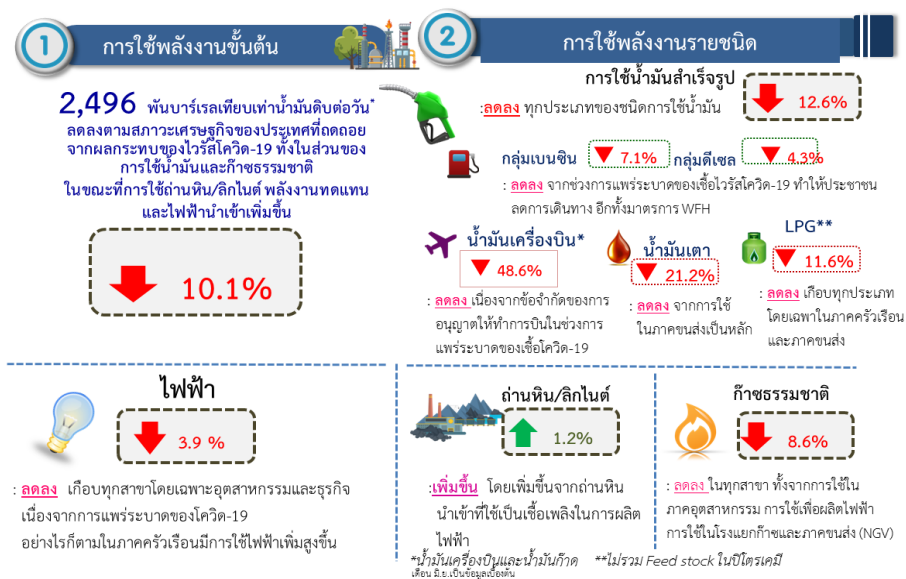 1
การใช้พลังงานขั้นต้น
2,496 พันบาร์เรลเทียบเท่าน้ำมันดิบต่อวัน*
ลดลงตามสภาวะเศรษฐกิจของประเทศที่ถดถอย
จากผลกระทบของไวรัสโควิด-19 ทั้งในส่วนของ
การใช้น้ำมันและก๊าซธรรมชาติ
ในขณะที่การใช้ถ่านหิน/ลิกไนต์ พลังงานทดแทน
และไฟฟ้านำเข้าเพิ่มขึ้น
10.1%
2
การใช้พลังงานรายชนิด
การใช้น้ำมันสำเร็จรูป
:ลดลง ทุกประเภทของชนิดการใช้น้ำมัน
12.6%
กลุ่มเบนซิน 7.1% กลุ่มดีเซล 4.3%
: ลดลง จากช่วงการแพร่ระบาดของเชื้อไวรัสโควิด-19 ทำให้ประชาชน
ลดการเดินทาง อีกทั้งมาตรการ WFH
น้ำมันเครื่องบิน*
48.6%
: ลดลง เนื่องจากข้อจำกัดของการ
อนุญาตให้ทำการบินในช่วงการ
แพร่ระบาดของเชื้อโควิด-19
น้ำมันเตา
21.2%
: ลดลง จากการใช้
ในภาคขนส่งเป็นหลัก
LPG**
11.6%
: ลดลง เกือบทุกประเภท
โดยเฉพาในภาคครัวเรือน
และภาคขนส่ง
ไฟฟ้า
3.9 %
: ลดลง เกือบทุกสาขาโดยเฉพาะอุตสาหกรรมและธุรกิจ
เนื่องจากการแพร่ระบาดของโควิด-19
อย่างไรก็ตามในภาคครัวเรือนมีการใช้ไฟฟ้าเพิ่มสูงขึ้น
ถ่านหิน/ลิกไนต์
1.2%
:เพิ่มขึ้น โดยเพิ่มขึ้นจากถ่านหิน
นำเข้าที่ใช้เป็นเชื้อเพลิงในการผลิต
ไฟฟ้า
ก๊าซธรรมชาติ
8.6%
: ลดลง ในทุกสาขา ทั้งจากการใช้ใน
ภาคอุตสาหกรรม การใช้เพื่อผลิตไฟฟ้า
การใช้ในโรงแยกก๊าซและภาคขนส่ง (NGV)
*น้ำมันเครื่องบินและน้ำมันก๊าด **ไม่รวม Feed stock ในปิโตรเคมี
เดือน มิ.ย.เป็นข้อมูลเบื้องต้น